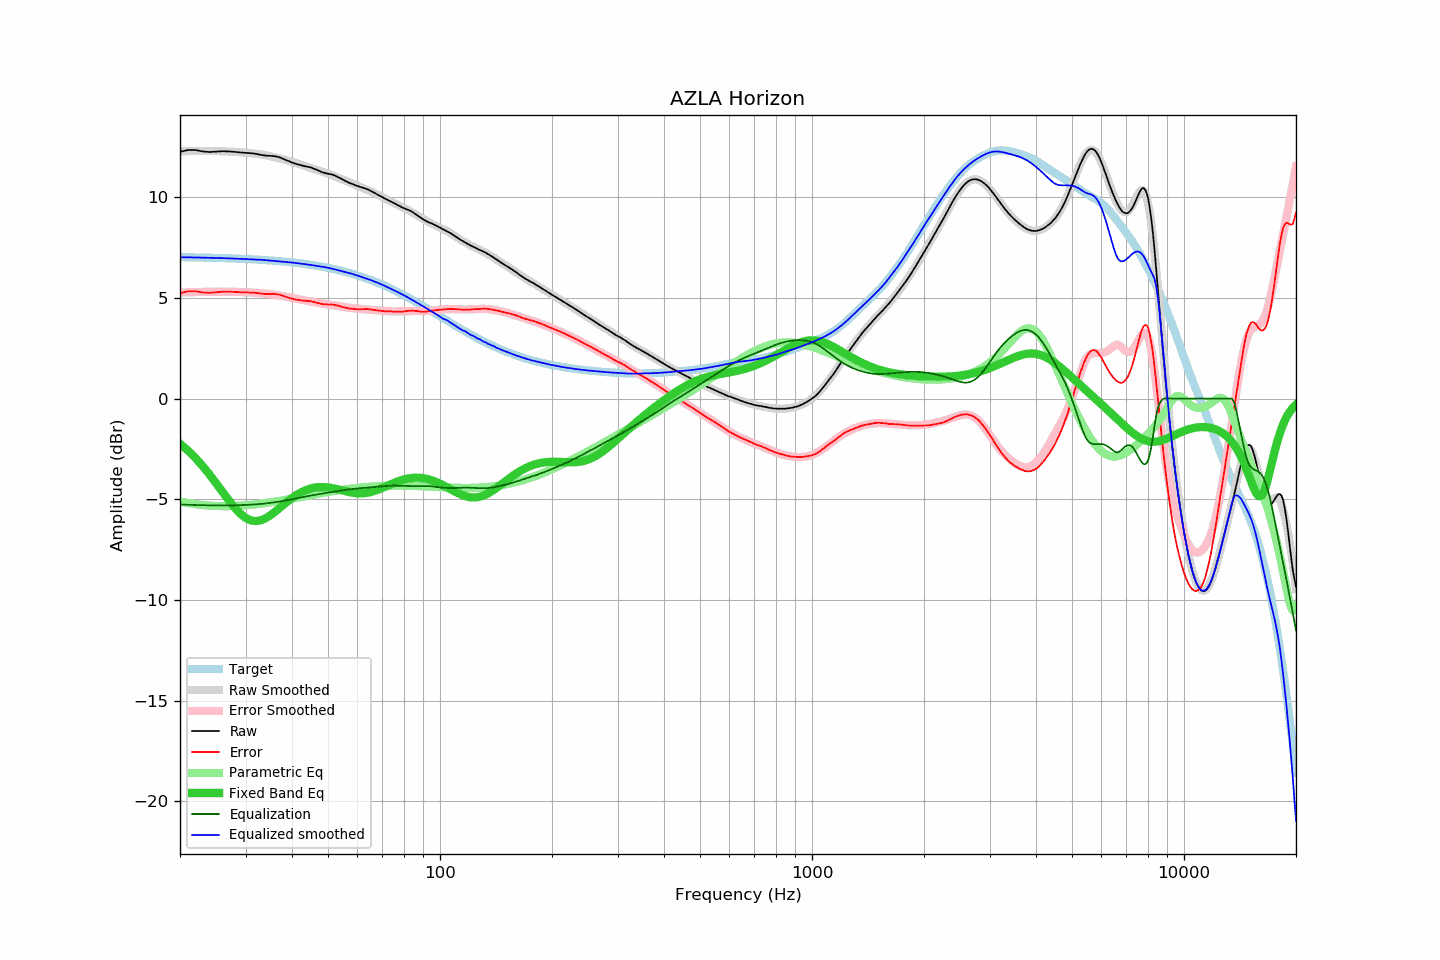 AZLA Horizon
Amplitude (dBr)
10
5
0
−5
−10
−15
−20
Target
Raw Smoothed
Error Smoothed
Raw
Error
Parametric Eq
Fixed Band Eq
Equalization
Equalized smoothed
100
1000
10000
Frequency (Hz)